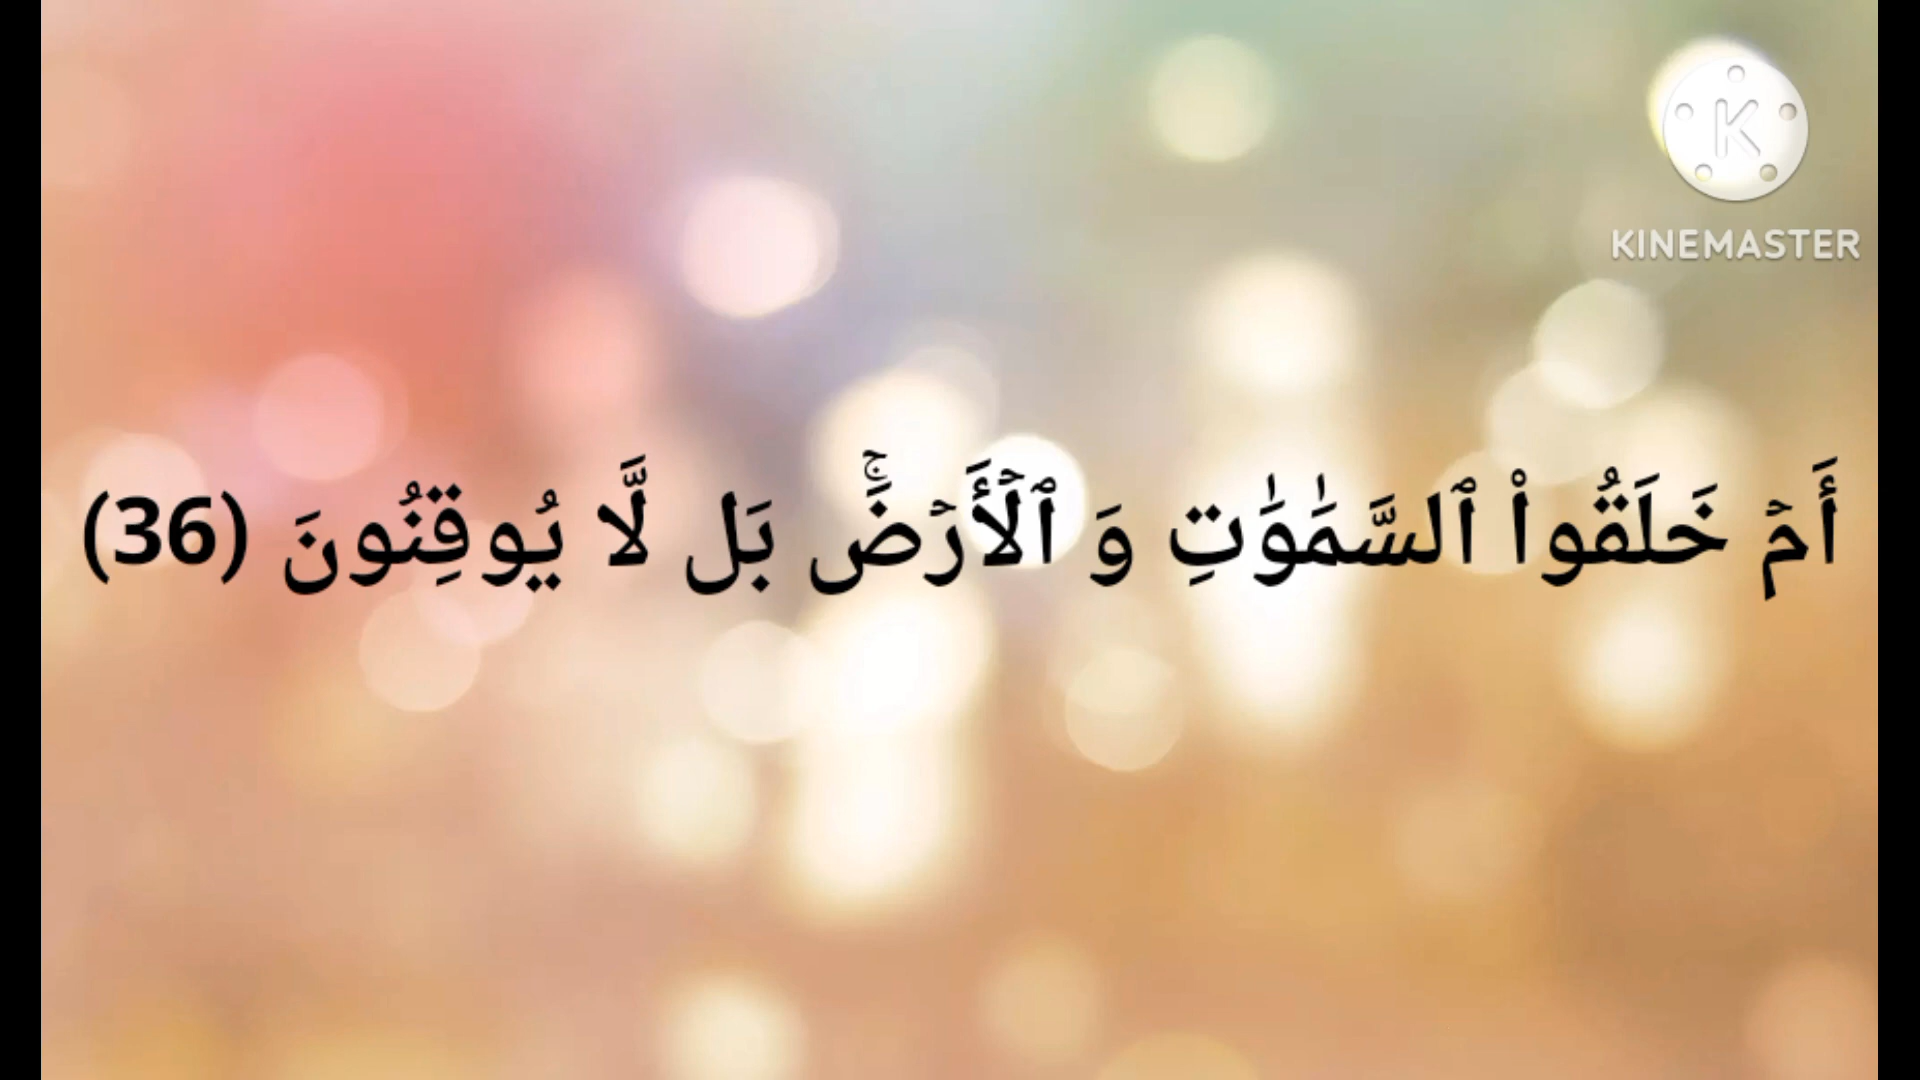 K
KINEMASTER
أَمۡ خَلَقُواْ ٱلسَّمَٰوَٰتِ وَ ٱلۡأَرۡضَۚ بَل لَّا يُوقِنُونَ (36)